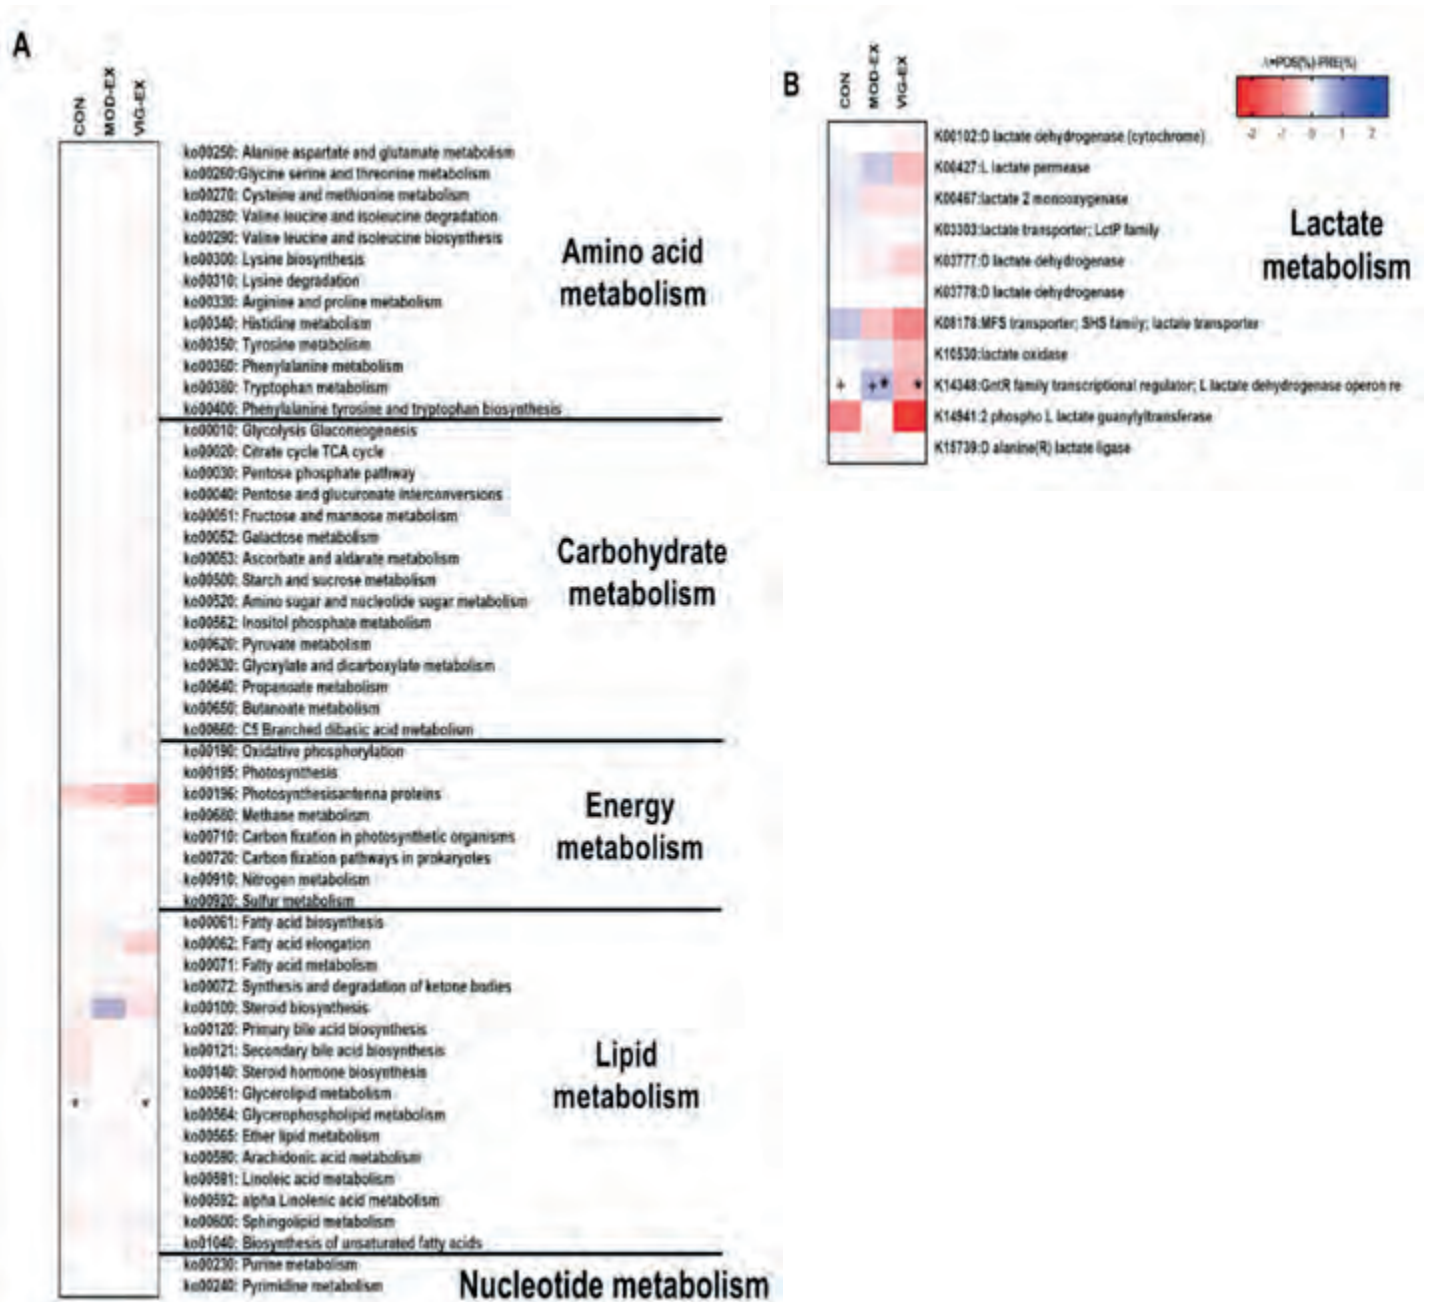 A
CON
MOD-EX
VIG-EX
ko00250: Alanine aspartate and glutamate metabolism
ko00260:Glycine serine and threonine metabolism
ko00270: Cysteine and methionine metabolism
ko00280: Valine leucine and isoleucine degradation
ko00290: Valine leucine and isoleucine biosynthesis
ko00300: Lysine biosynthesis
ko00310: Lysine degradation
ko00330: Arginine and proline metabolism
ko00340: Histidine metabolism
ko00350: Tyrosine metabolism
ko00360: Phenylalanine metabolism
ko00380: Tryptophan metabolism
ko00400: Phenylalanine tyrosine and tryptophan biosynthesis
Amino acid
metabolism
ko00010: Glycolysis Glaconeogenesis
ko00020: Citrate cycle TCA cycle
ko00030: Pentose phosphate pathway
ko00040: Pentose and glucuronate interconversions
ko00051: Fructose and mannose metabolism
ko00052: Galactose metabolism
ko00053: Ascorbate and aldarate metabolism
ko00500: Starch and sucrose metabolism
ko00520: Amino sugar and nucleotide sugar metabolism
ko00562: Inositol phosphate metabolism
ko00620: Pyruvate metabolism
ko00630: Glyoxylate and dicarboxylate metabolism
ko00640: Propanoate metabolism
ko00650: Butanoate metabolism
ko00660: C5 Branched dibasic acid metabolism
Carbohydrate
metabolism
ko00190: Oxidative phosphorylation
ko00195: Photosynthesis
ko00196: Photosynthesisantenna proteins
ko00680: Methane metabolism
ko00710: Carbon fixation in photosynthetic organisms
ko00720: Carbon fixation pathways in prokaryotes
ko00910: Nitrogen metabolism
ko00920: Sulfur metabolism
Energy
metabolism
ko00061: Fatty acid biosynthesis
ko00062: Fatty acid elongation
ko00071: Fatty acid metabolism
ko00072: Synthesis and degradation of ketone bodies
ko00100: Steroid biosynthesis
ko00120: Primary bile acid biosynthesis
ko00121: Secondary bile acid biosynthesis
ko00140: Steroid hormone biosynthesis
ko00561: Glycerolipid metabolism
* *
ko00564: Glycerophospholipid metabolism
ko00565: Ether lipid metabolism
ko00590: Arachidonic acid metabolism
ko00591: Linoleic acid metabolism
ko00592: alpha Linolenic acid metabolism
ko00600: Sphingolipid metabolism
ko01040: Biosynthesis of unsaturated fatty acids
Lipid
metabolism
ko00230: Purine metabolism
ko00240: Pyrimidine metabolism
Nucleotide metabolism
B
CON
MOD-EX
VIG-EX
Δ=POS(%)-PRE(%)
-2 -1 0 1 2
K00102:D lactate dehydrogenase (cytochrome)
K00427:L lactate permease
K00467:lactate 2 monooxygenase
K03303:lactate transporter; LctP family
K03777:D lactate dehydrogenase
K03778:D lactate dehydrogenase
K08178:MFS transporter; SHS family; lactate transporter
K10530:lactate oxidase
+ +* *
K14348:GntR family transcriptional regulator; L lactate dehydrogenase operon re
K14941:2 phospho L lactate guanylyltransferase
K15739:D alanine(R) lactate ligase
Lactate
metabolism